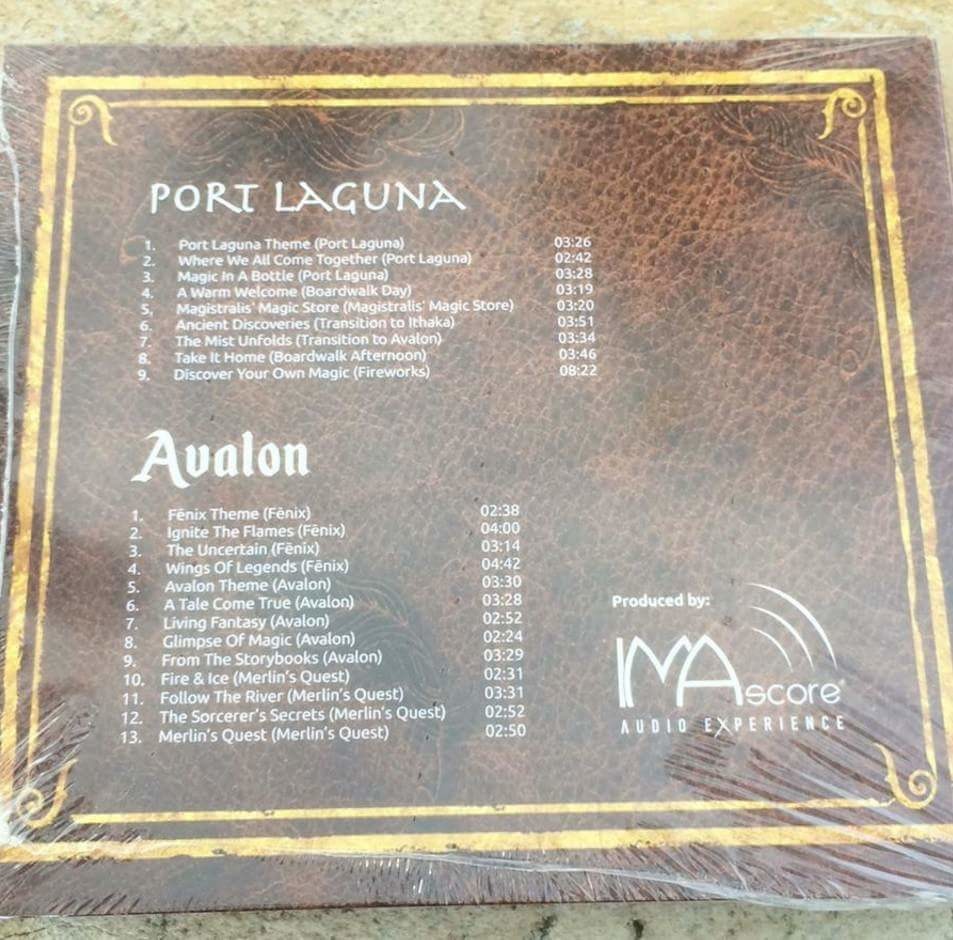 PORT LAGUNA
1. Port Laguna Theme (Port Laguna) 03:26
2. Where We All Come Together (Port Laguna) 02:42
3. Magic In A Bottle (Port Laguna) 03:28
4. A Warm Welcome (Boardwalk Day) 03:19
5. Magistralis' Magic Store (Magistralis' Magic Store) 03:20
6. Ancient Discoveries (Transition to Ithaka) 03:51
7. The Mist Unfolds (Transition to Avalon) 03:34
8. Take It Home (Boardwalk Afternoon) 03:46
9. Discover Your Own Magic (Fireworks) 08:22
Avalon
1. Fēnix Theme (Fēnix) 02:38
2. Ignite The Flames (Fēnix) 04:00
3. The Uncertain (Fēnix) 03:14
4. Wings Of Legends (Fēnix) 04:42
5. Avalon Theme (Avalon) 03:30
6. A Tale Come True (Avalon) 03:28
7. Living Fantasy (Avalon) 02:52
8. Glimpse Of Magic (Avalon) 02:24
9. From The Storybooks (Avalon) 03:29
10. Fire & Ice (Merlin's Quest) 02:31
11. Follow The River (Merlin's Quest) 03:31
12. The Sorcerer's Secrets (Merlin's Quest) 02:52
13. Merlin's Quest (Merlin's Quest) 02:50
Produced by:
IMAscore®
AUDIO EXPERIENCE